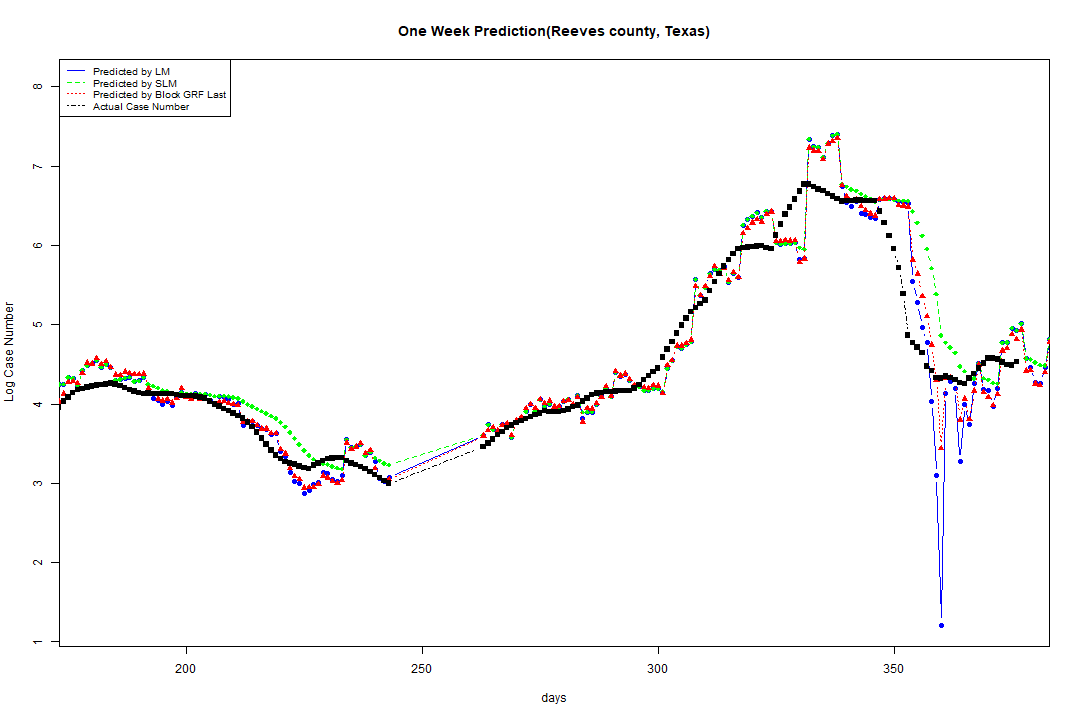 One Week Prediction(Reeves county, Texas)
Predicted by LM
Predicted by SLM
Predicted by Block GRF Last
Actual Case Number
8
7
6
5
4
3
2
1
Log Case Number
200 250 300 350
days